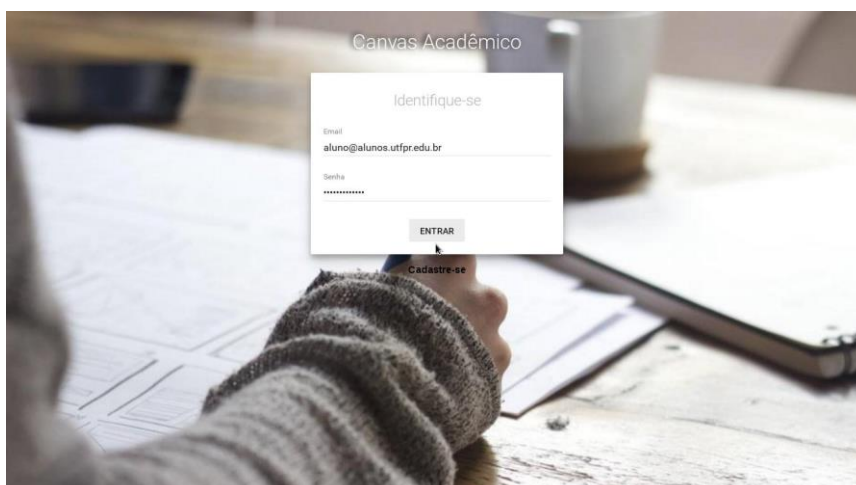 Canvas Acadêmico
Identifique-se
Email
aluno@alunos.utfpr.edu.br
Senha
•••••••••••••
ENTRAR
Cadastre-se